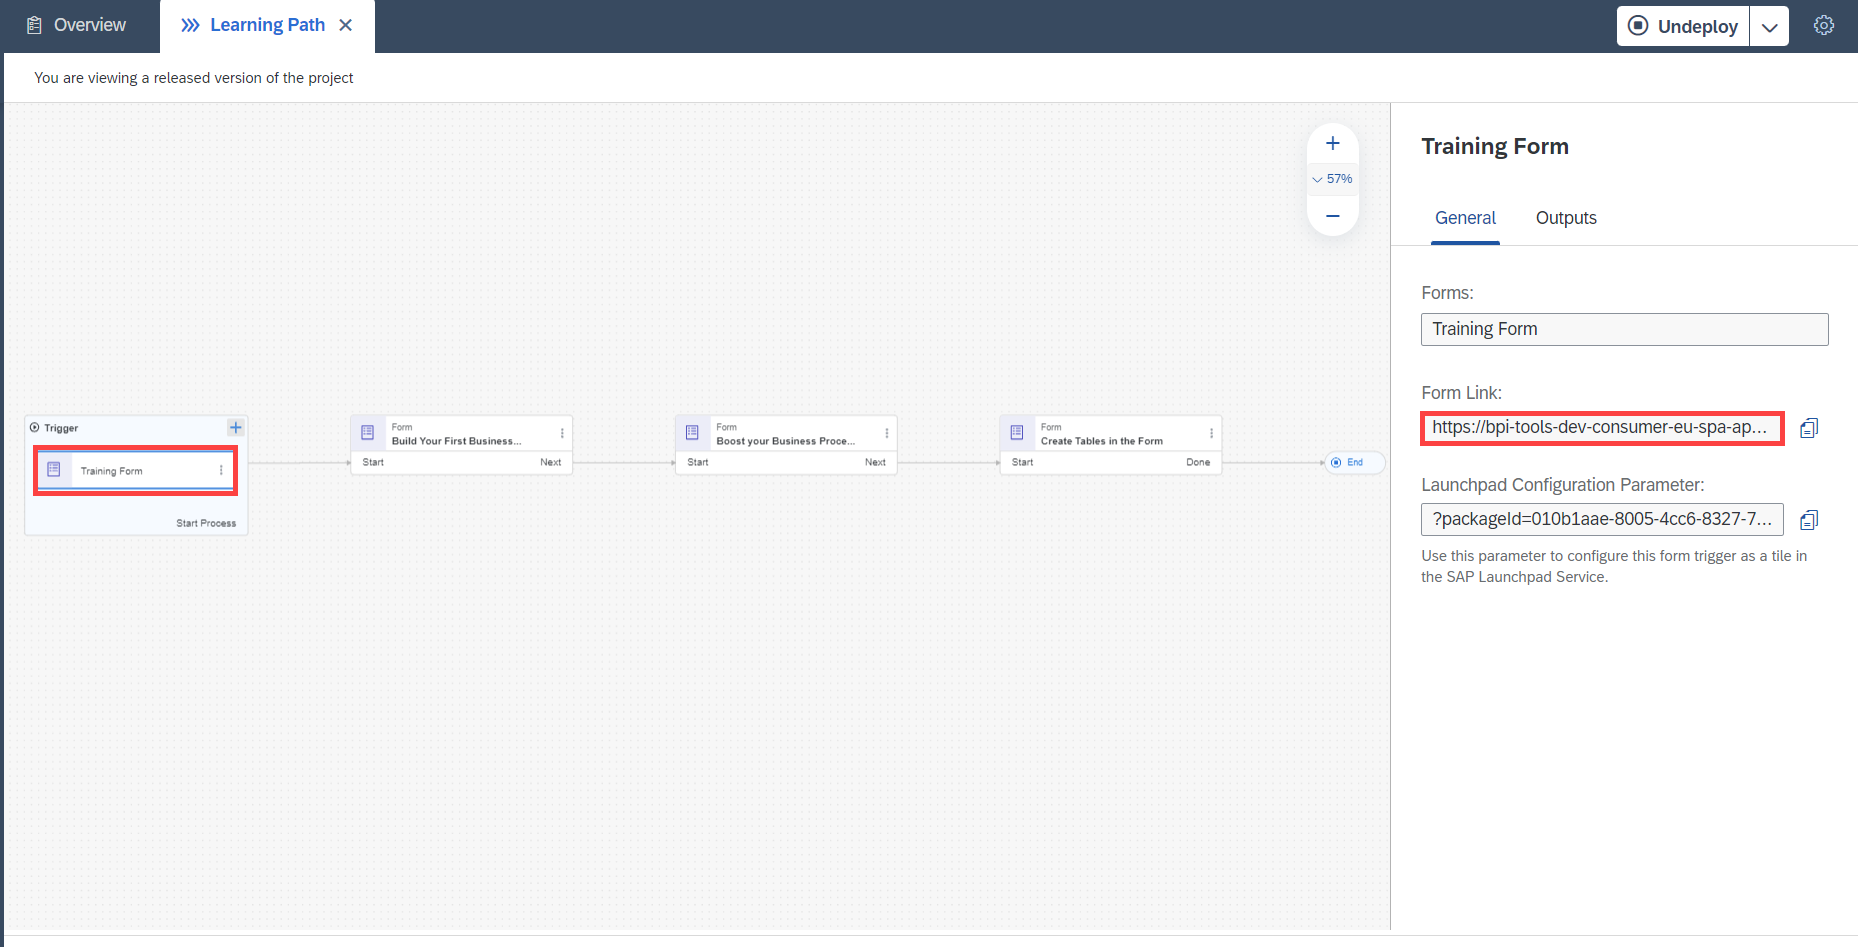 Overview
Learning Path
Undeploy
You are viewing a released version of the project
57%
Trigger
Training Form
Start Process
Form
Build Your First Business...
Start
Next
Form
Boost your Business Proce...
Start
Next
Form
Create Tables in the Form
Start
Done
End
Training Form
General
Outputs
Forms:
Training Form
Form Link:
https://bpi-tools-dev-consumer-eu-spa-ap...
Launchpad Configuration Parameter:
?packageId=010b1aae-8005-4cc6-8327-7...
Use this parameter to configure this form trigger as a tile in
the SAP Launchpad Service.